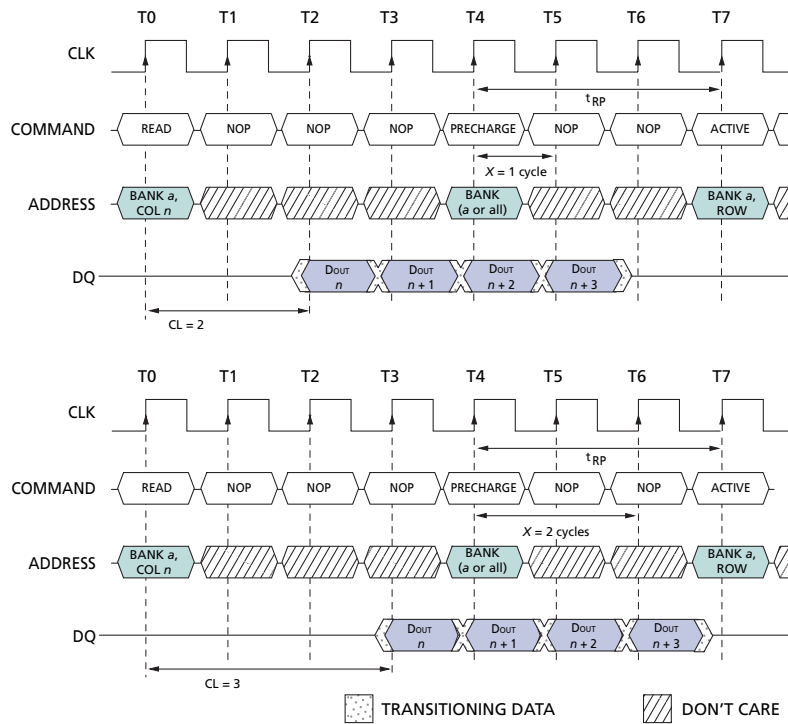 T0 T1 T2 T3 T4 T5 T6 T7
CLK
tRP
COMMAND READ NOP NOP NOP PRECHARGE NOP NOP ACTIVE
X = 1 cycle
ADDRESS BANK a, COL n BANK (a or all) BANK a, ROW
DQ DOUT n DOUT n + 1 DOUT n + 2 DOUT n + 3
CL = 2
T0 T1 T2 T3 T4 T5 T6 T7
CLK
tRP
COMMAND READ NOP NOP NOP PRECHARGE NOP NOP ACTIVE
X = 2 cycles
ADDRESS BANK a, COL n BANK (a or all) BANK a, ROW
DQ DOUT n DOUT n + 1 DOUT n + 2 DOUT n + 3
CL = 3
TRANSITIONING DATA DON'T CARE